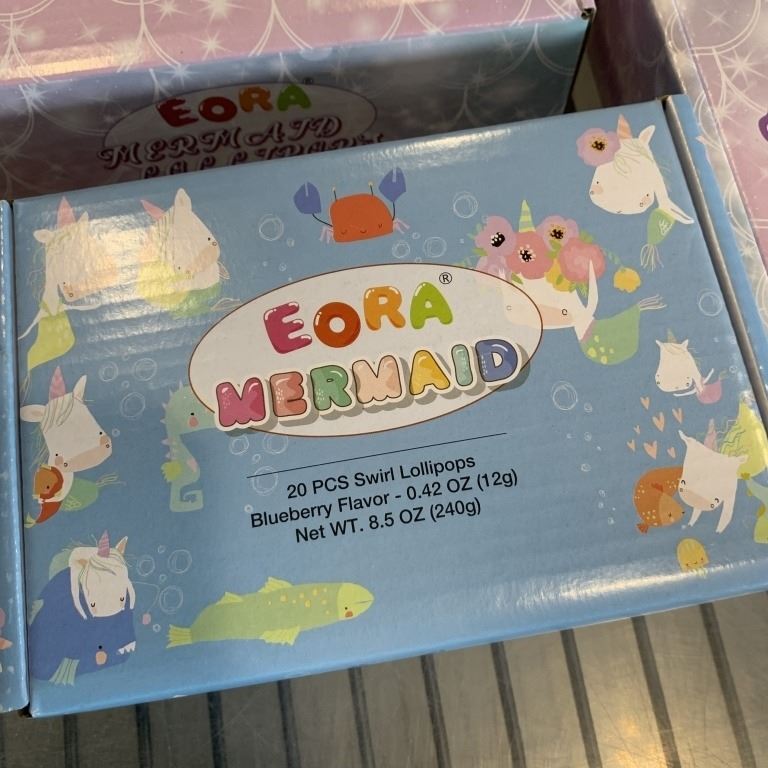 EORA®
MERMAID
LOLLIPOPS
EORA®
MERMAID
20 PCS Swirl Lollipops
Blueberry Flavor - 0.42 OZ (12g)
Net WT. 8.5 OZ (240g)